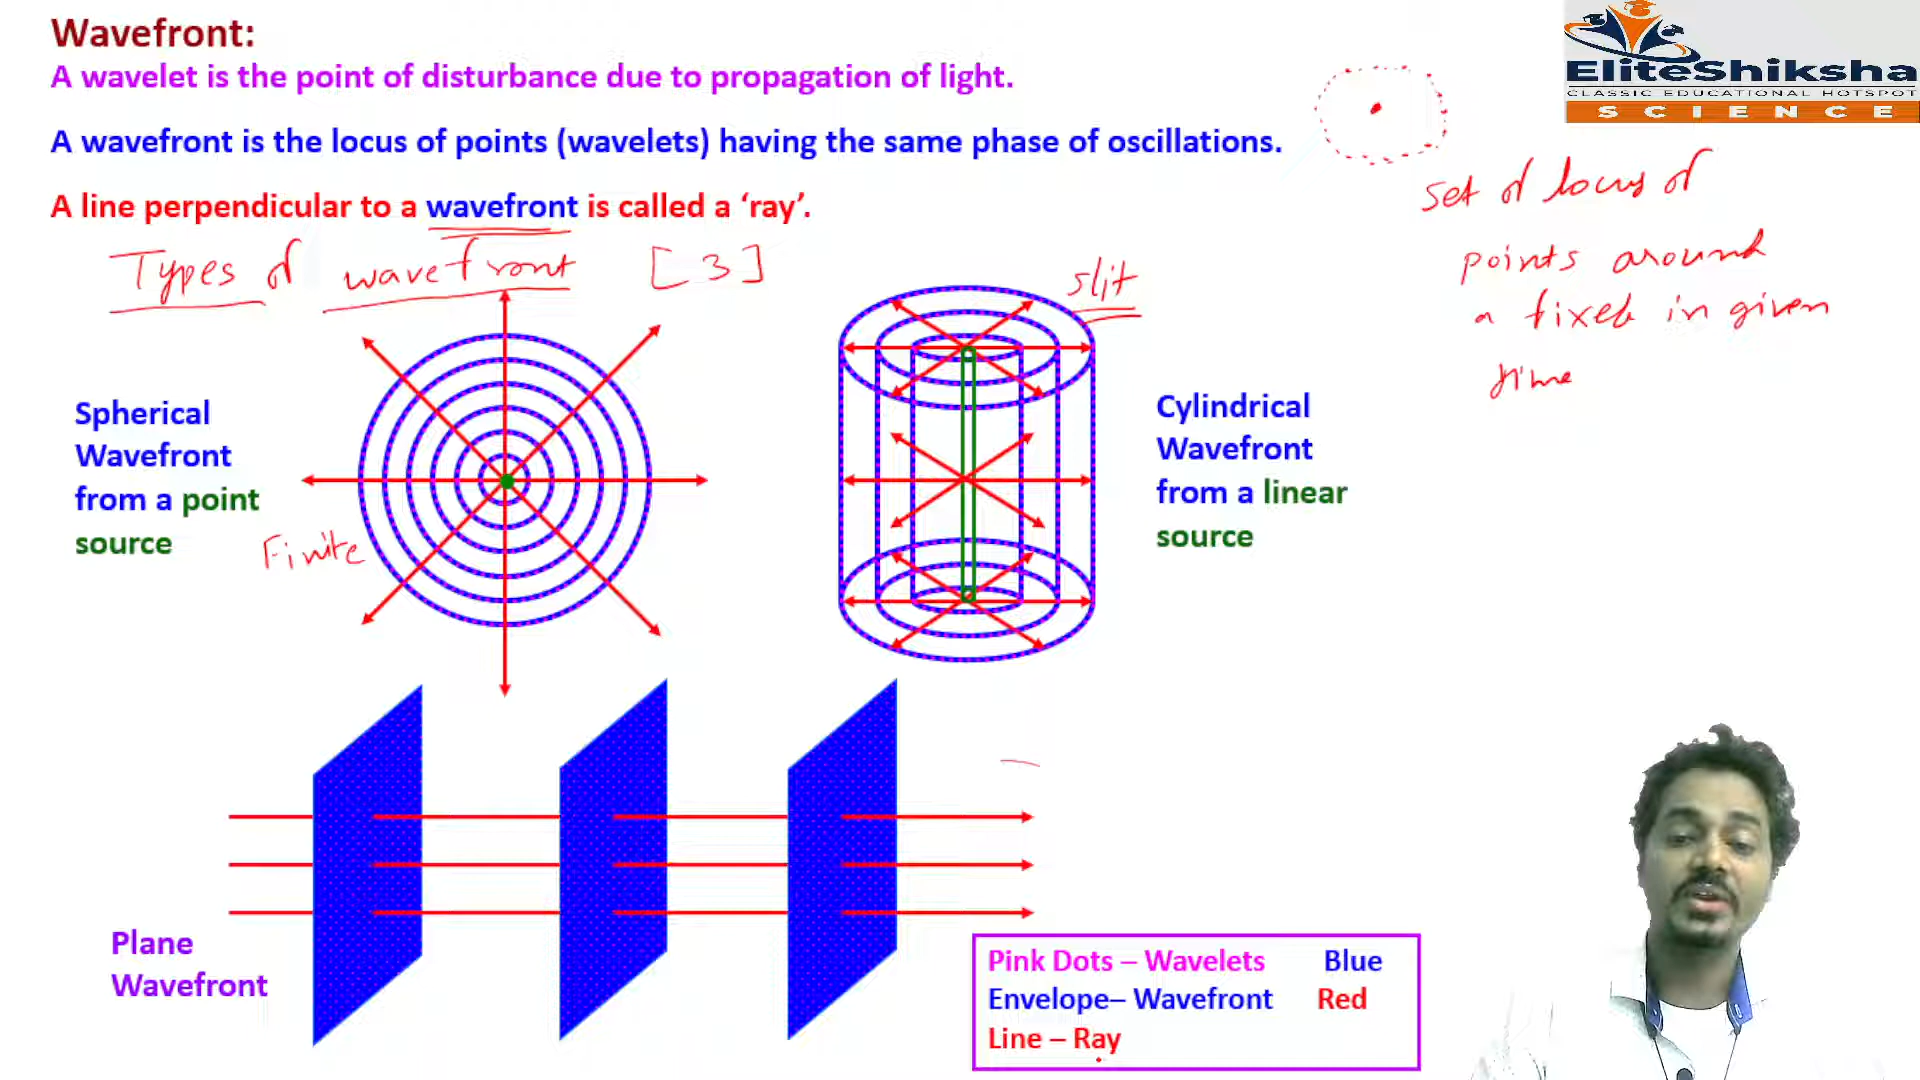 Wavefront:
A wavelet is the point of disturbance due to propagation of light.
A wavefront is the locus of points (wavelets) having the same phase of oscillations.
A line perpendicular to a wavefront is called a ‘ray’.
EliteShiksha
CLASSIC EDUCATIONAL HOTSPOT
SCIENCE
Set of locus of
points around
a fixed in given
time
Types of wavefront [3]
slit
Spherical
Wavefront
from a point
source
Finite
Cylindrical
Wavefront
from a linear
source
Plane
Wavefront
Pink Dots – Wavelets Blue
Envelope– Wavefront Red
Line – Ray